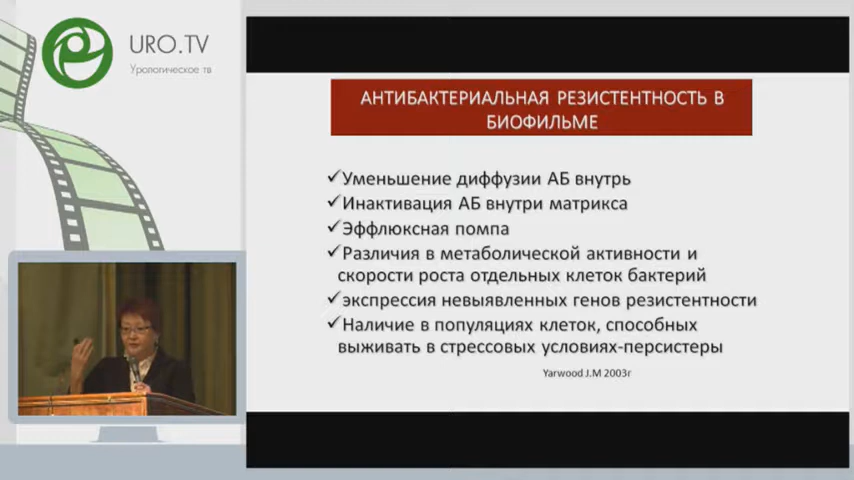 URO.TV
Урологическое тв
АНТИБАКТЕРИАЛЬНАЯ РЕЗИСТЕНТНОСТЬ В
БИОФИЛЬМЕ
✓Уменьшение диффузии АБ внутрь
✓Инактивация АБ внутри матрикса
✓Эффлюксная помпа
✓Различия в метаболической активности и
скорости роста отдельных клеток бактерий
✓экспрессия невыявленных генов резистентности
✓Наличие в популяциях клеток, способных
выживать в стрессовых условиях-персистеры
Yarwood J.M 2003г